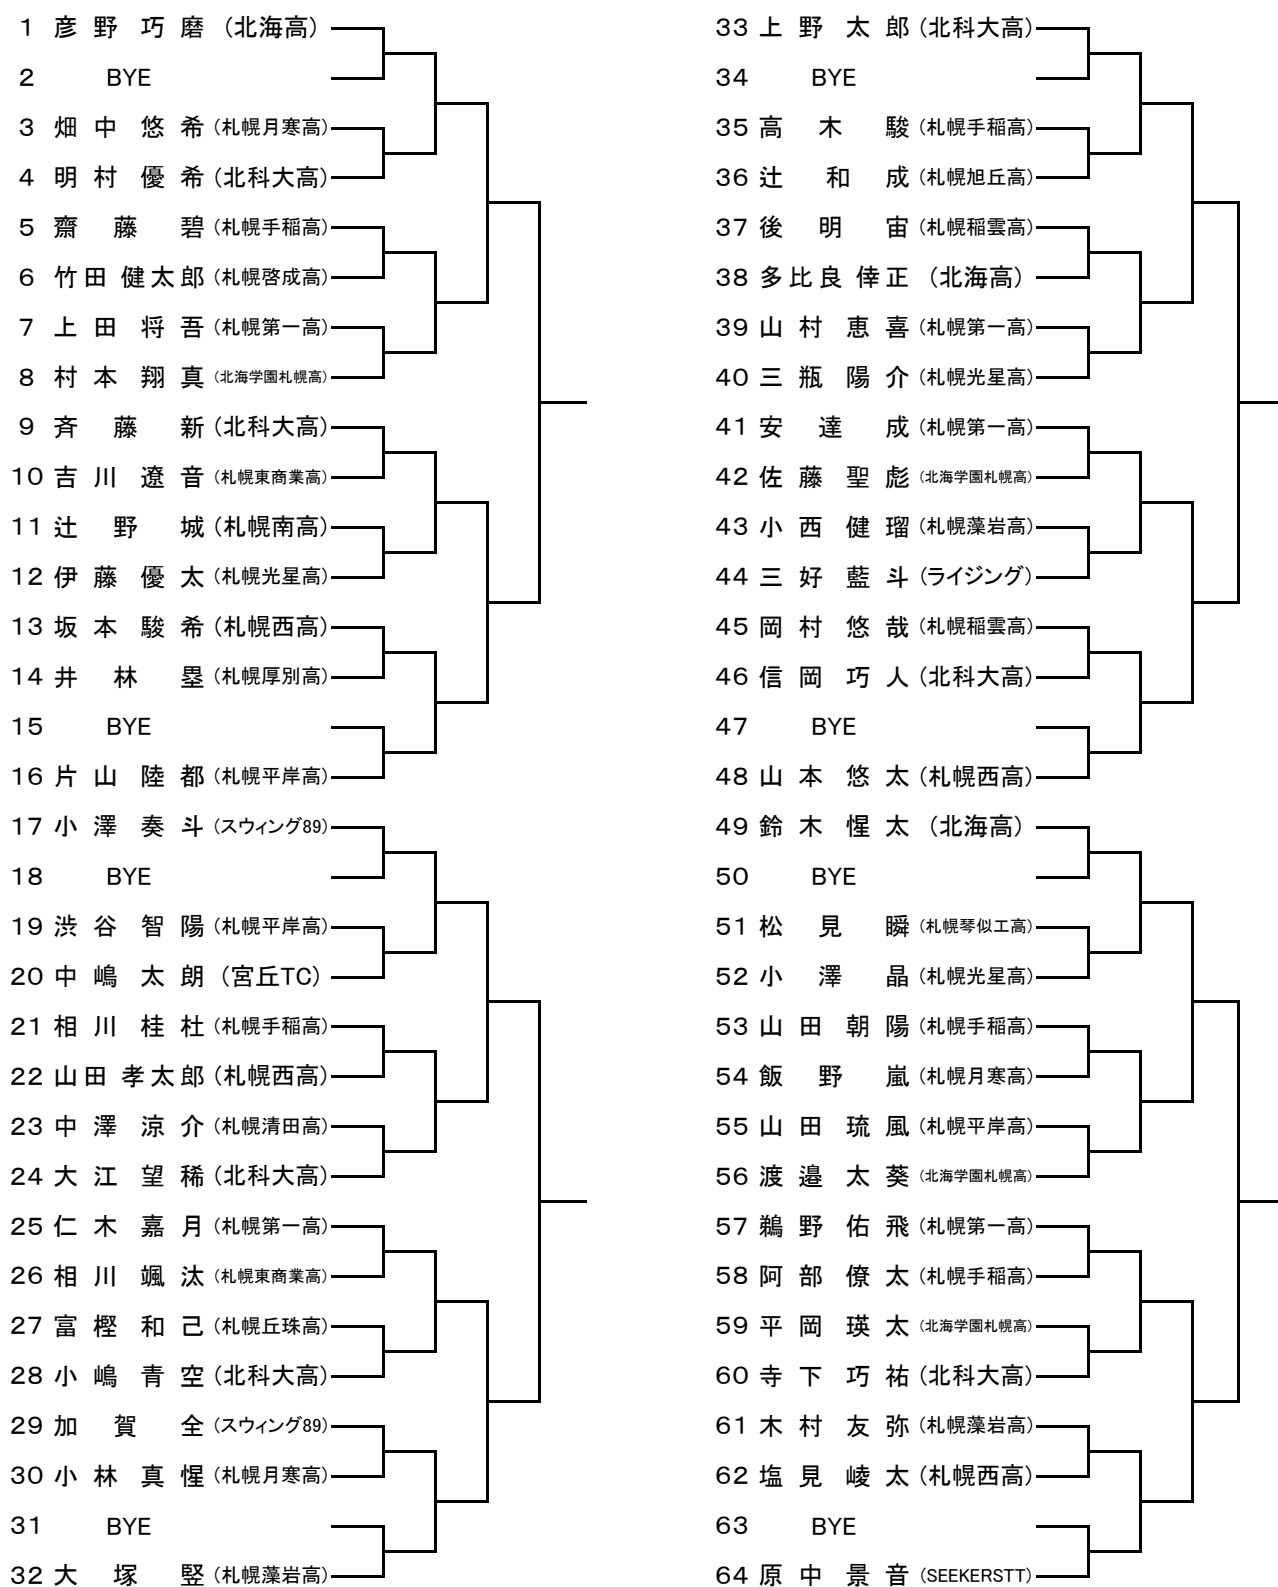 1 彦野 巧磨 (北海高)
2 BYE
3 畑中 悠希 (札幌月寒高)
4 明村 優希 (北科大高)
5 齋藤 碧 (札幌手稲高)
6 竹田 健太郎 (札幌啓成高)
7 上田 将吾 (札幌第一高)
8 村本 翔真 (北海学園札幌高)
9 斉藤 新 (北科大高)
10 吉川 遼音 (札幌東商業高)
11 辻野 城 (札幌南高)
12 伊藤 優太 (札幌光星高)
13 坂本 駿希 (札幌西高)
14 井林 塁 (札幌厚別高)
15 BYE
16 片山 陸都 (札幌平岸高)
17 小澤 奏斗 (スウィング89)
18 BYE
19 渋谷 智陽 (札幌平岸高)
20 中嶋 太朗 (宮丘TC)
21 相川 桂杜 (札幌手稲高)
22 山田 孝太郎 (札幌西高)
23 中澤 涼介 (札幌清田高)
24 大江 望稀 (北科大高)
25 仁木 嘉月 (札幌第一高)
26 相川 颯汰 (札幌東商業高)
27 富樫 和己 (札幌丘珠高)
28 小嶋 青空 (北科大高)
29 加賀 全 (スウィング89)
30 小林 真惺 (札幌月寒高)
31 BYE
32 大塚 竪 (札幌藻岩高)
33 上野 太郎 (北科大高)
34 BYE
35 高木 駿 (札幌手稲高)
36 辻 和成 (札幌旭丘高)
37 後明 宙 (札幌稲雲高)
38 多比良 倖正 (北海高)
39 山村 恵喜 (札幌第一高)
40 三瓶 陽介 (札幌光星高)
41 安達 成 (札幌第一高)
42 佐藤 聖彪 (北海学園札幌高)
43 小西 健瑠 (札幌藻岩高)
44 三好 藍斗 (ライジング)
45 岡村 悠哉 (札幌稲雲高)
46 信岡 巧人 (北科大高)
47 BYE
48 山本 悠太 (札幌西高)
49 鈴木 惺太 (北海高)
50 BYE
51 松見 瞬 (札幌琴似工高)
52 小澤 晶 (札幌光星高)
53 山田 朝陽 (札幌手稲高)
54 飯野 嵐 (札幌月寒高)
55 山田 琉風 (札幌平岸高)
56 渡邉 太葵 (北海学園札幌高)
57 鵜野 佑飛 (札幌第一高)
58 阿部 僚太 (札幌手稲高)
59 平岡 瑛太 (北海学園札幌高)
60 寺下 巧祐 (北科大高)
61 木村 友弥 (札幌藻岩高)
62 塩見 崚太 (札幌西高)
63 BYE
64 原中 景音 (SEEKERSTT)